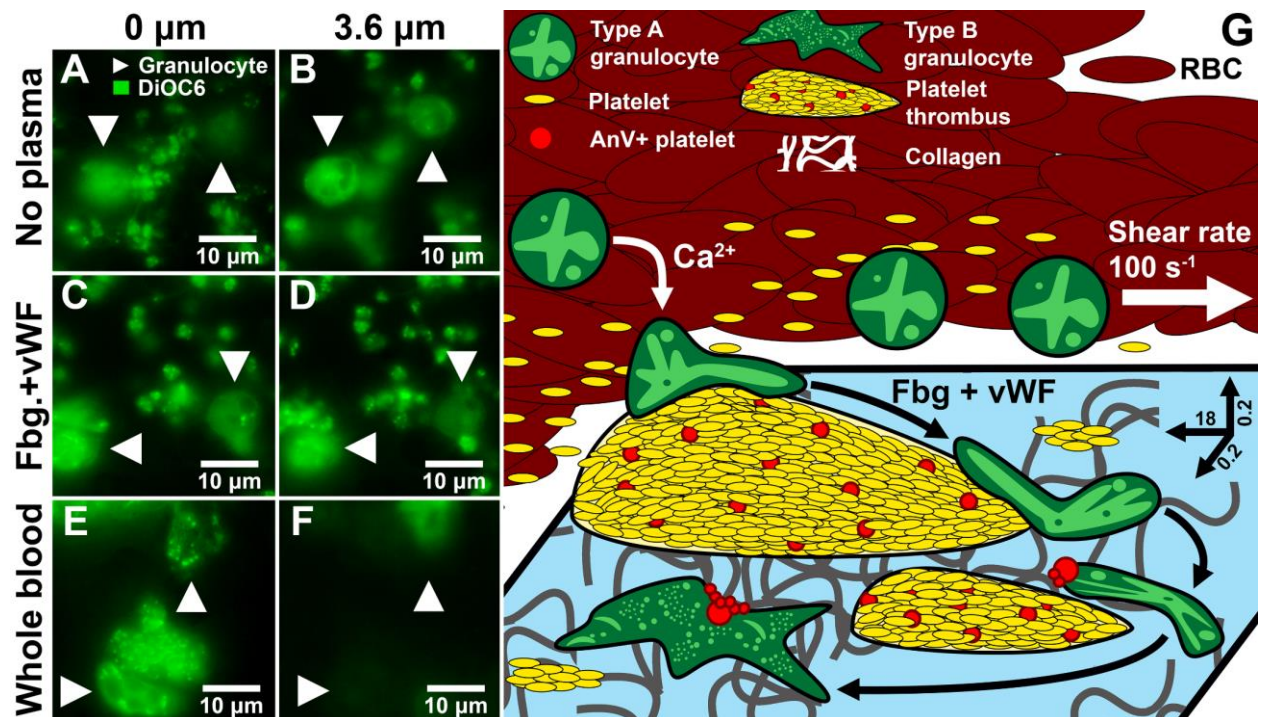 0 µm
3.6 µm
No plasma
Fbg.+vWF
Whole blood
A
Granulocyte
DiOC6
10 µm
B
10 µm
C
10 µm
D
10 µm
E
10 µm
F
10 µm
G
Type A
granulocyte
Type B
granulocyte
RBC
Platelet
Platelet
thrombus
AnV+ platelet
Collagen
Ca²⁺
Shear rate
100 s⁻¹
Fbg + vWF
18
0.2
0.2